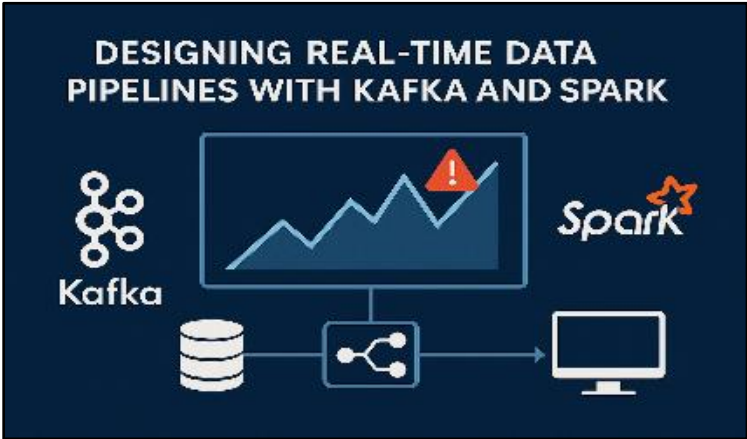 DESIGNING REAL-TIME DATA
PIPELINES WITH KAFKA AND SPARK
!
Kafka
Spark